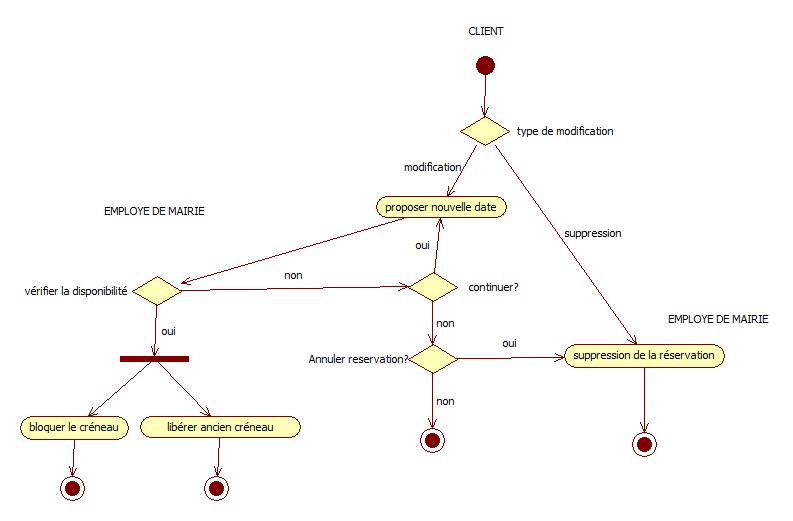 CLIENT
type de modification
modification
proposer nouvelle date
EMPLOYE DE MAIRIE
suppression
oui
non
vérifier la disponibilité
continuer?
EMPLOYE DE MAIRIE
non
oui
Annuler reservation?
oui
suppression de la réservation
non
bloquer le créneau
libérer ancien créneau